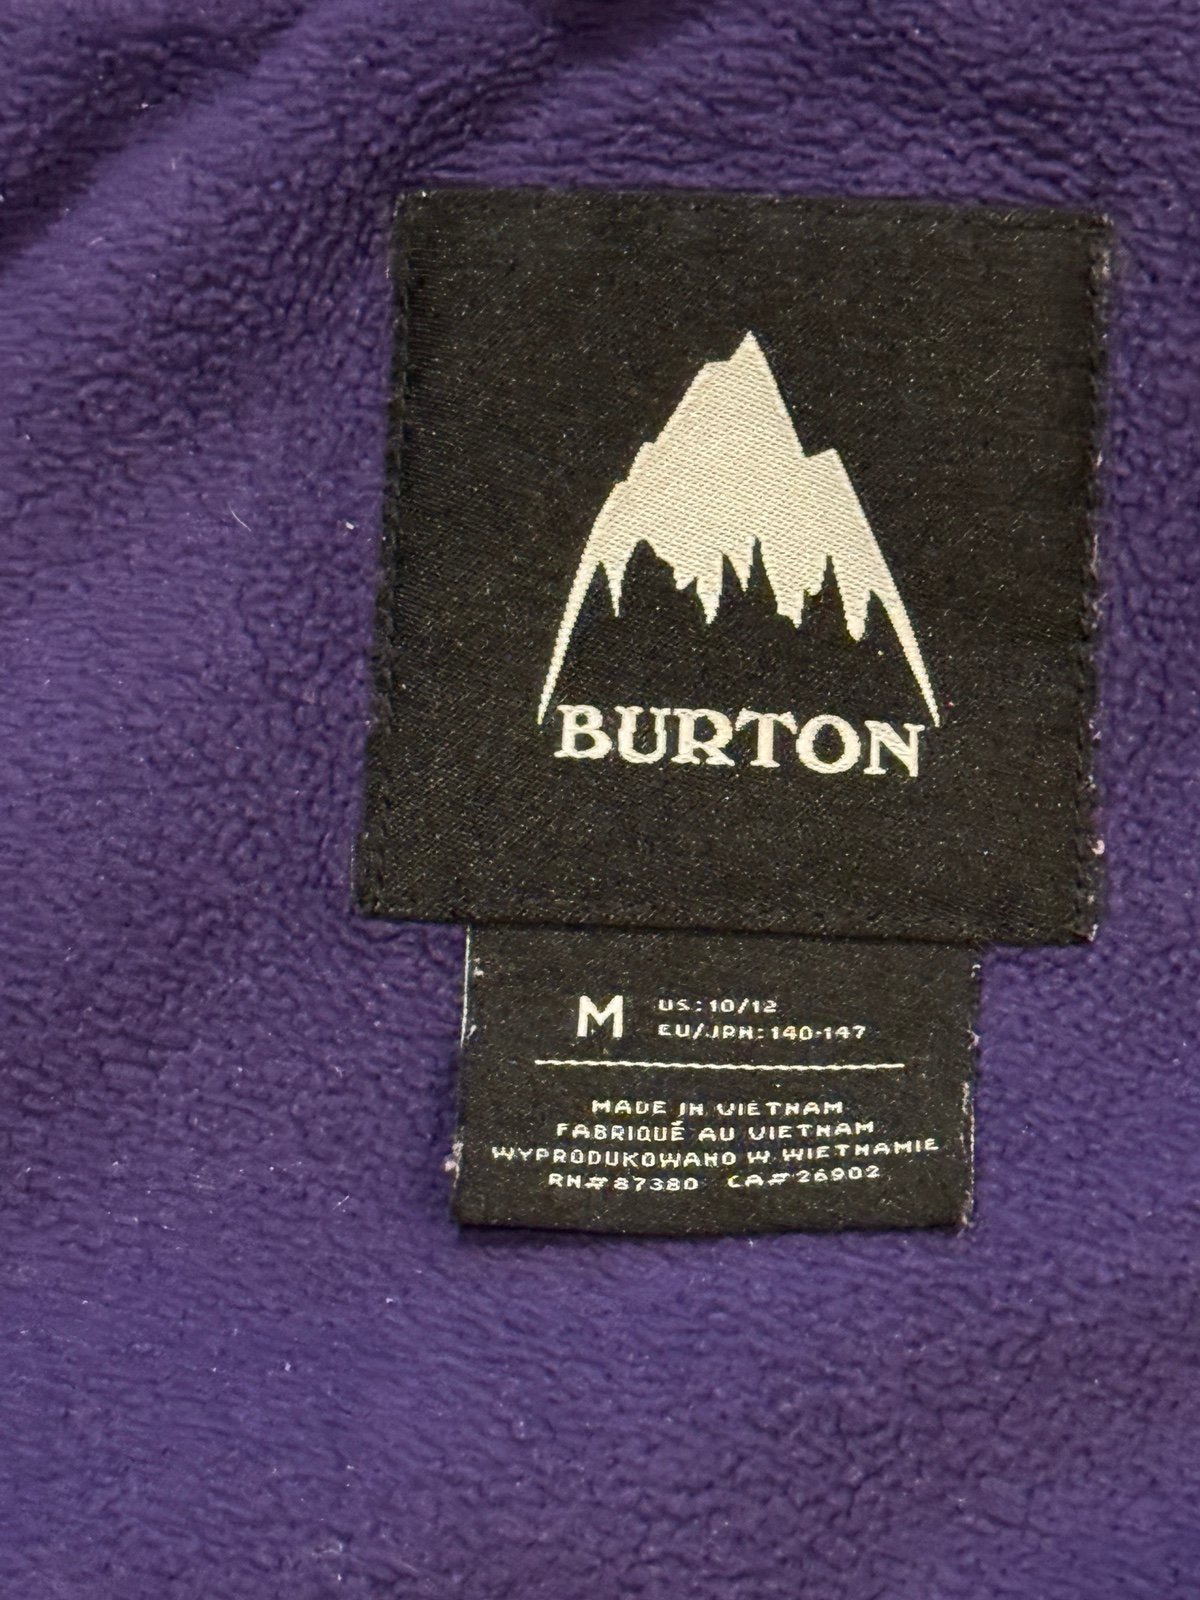 BURTON
M
US: 10/12
EU/JPN: 140-147
MADE IN VIETNAM
FABRIQUÉ AU VIETNAM
WYPRODUKOWANO W WIETNAMIE
RN# 87380 CA# 26902